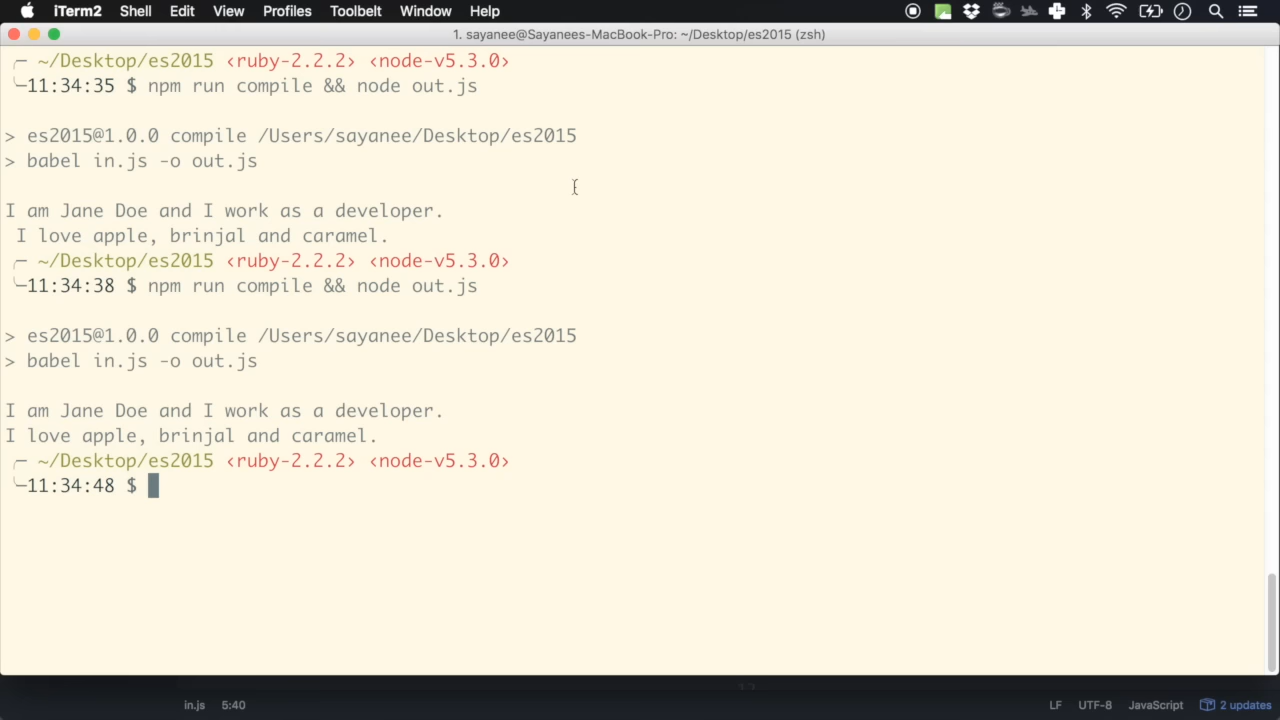 iTerm2 Shell Edit View Profiles Toolbelt Window Help
1. sayanee@Sayanees-MacBook-Pro: ~/Desktop/es2015 (zsh)
╭─ ~/Desktop/es2015 ‹ruby-2.2.2› ‹node-v5.3.0›
╰─11:34:35 $ npm run compile && node out.js
> es2015@1.0.0 compile /Users/sayanee/Desktop/es2015
> babel in.js -o out.js
I am Jane Doe and I work as a developer.
 I love apple, brinjal and caramel.
╭─ ~/Desktop/es2015 ‹ruby-2.2.2› ‹node-v5.3.0›
╰─11:34:38 $ npm run compile && node out.js
> es2015@1.0.0 compile /Users/sayanee/Desktop/es2015
> babel in.js -o out.js
I am Jane Doe and I work as a developer.
I love apple, brinjal and caramel.
╭─ ~/Desktop/es2015 ‹ruby-2.2.2› ‹node-v5.3.0›
╰─11:34:48 $
in.js 5:40 LF UTF-8 JavaScript 2 updates